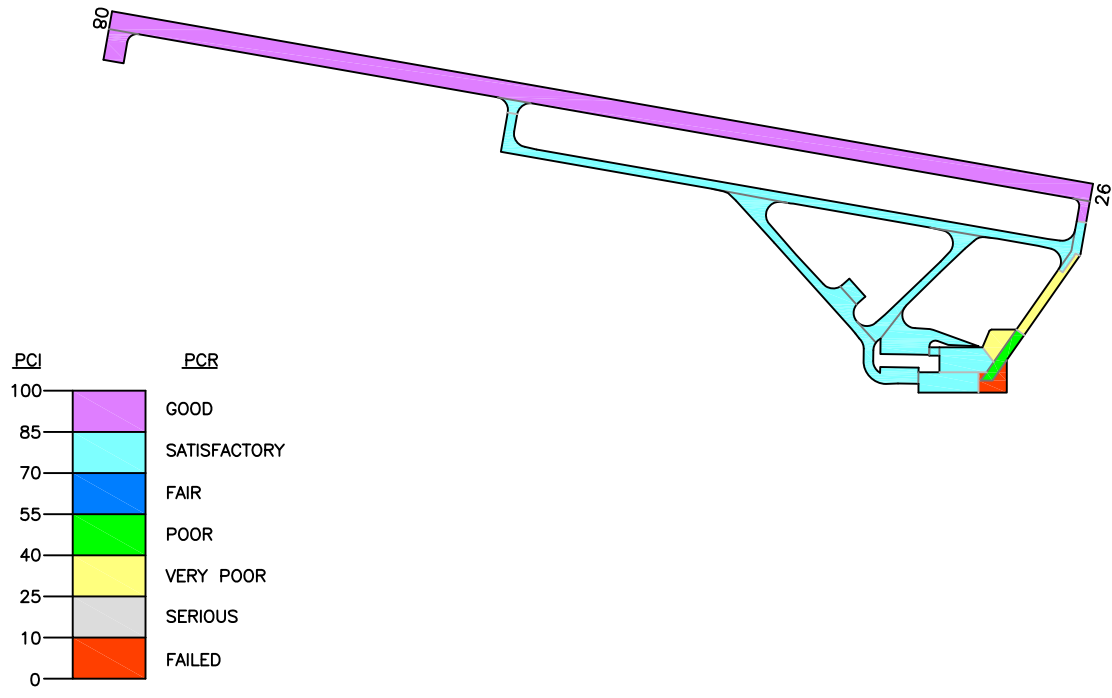 08
26
PCI
PCR
100
GOOD
85
SATISFACTORY
70
FAIR
55
POOR
40
VERY POOR
25
SERIOUS
10
FAILED
0